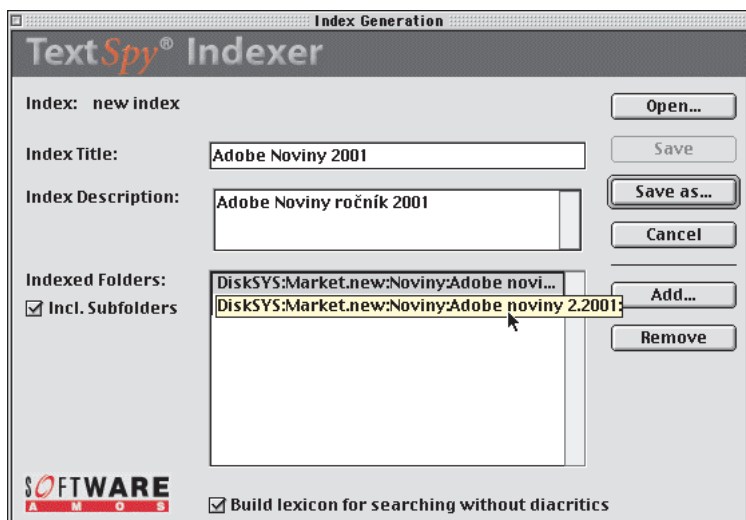 Index Generation
TextSpy® Indexer
Index: new index
Open...
Save
Index Title:
Adobe Noviny 2001
Save as...
Index Description:
Adobe Noviny ročník 2001
Cancel
Indexed Folders:
DiskSYS:Market.new:Noviny:Adobe novi...
Add...
Incl. Subfolders
DiskSYS:Market.new:Noviny:Adobe noviny 2.2001:
Remove
SOFTWARE
AMOS
Build lexicon for searching without diacritics